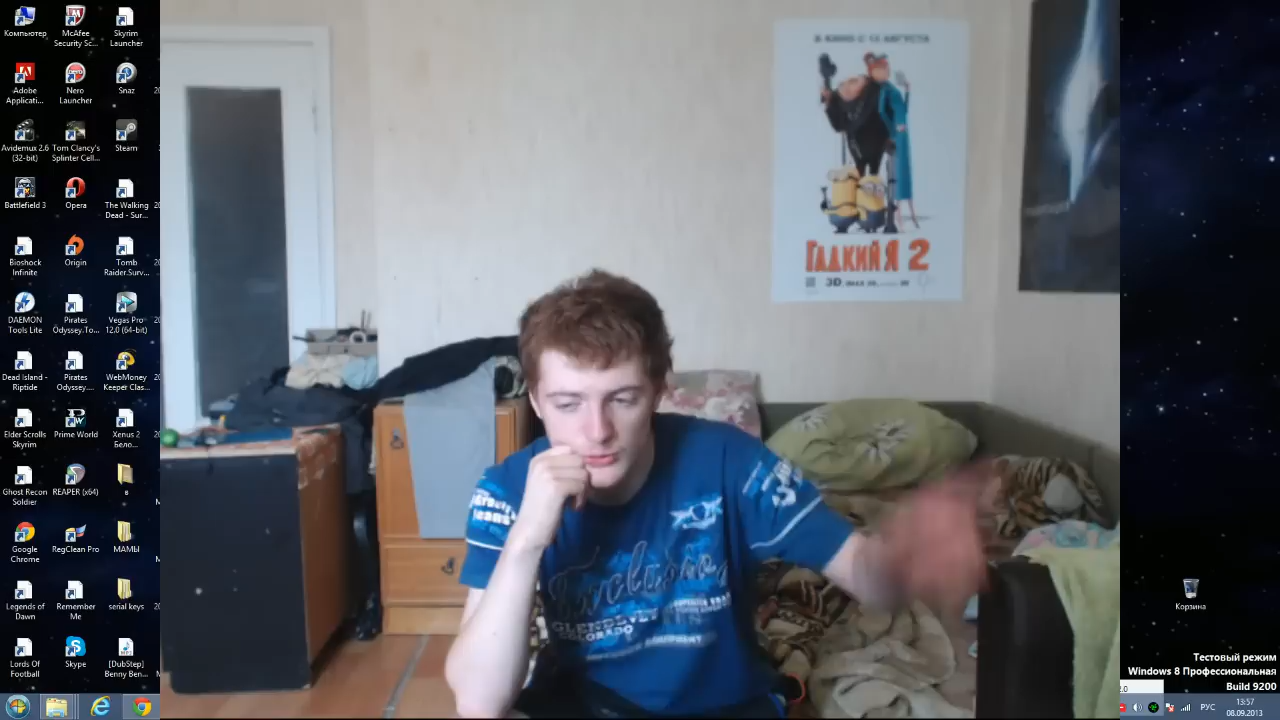 Компьютер
McAfee
Security Sc...
Skyrim
Launcher
Adobe
Applicati...
Nero
Launcher
Snaz
Avidemux 2.6
(32-bit)
Tom Clancy's
Splinter Cell...
Steam
Battlefield 3
Opera
The Walking
Dead - Sur...
Bioshock
Infinite
Origin
Tomb
Raider.Surv...
DAEMON
Tools Lite
Pirates
Odyssey.To...
Vegas Pro
12.0 (64-bit)
Dead Island -
Riptide
Pirates
Odyssey....
WebMoney
Keeper Clas...
Elder Scrolls
Skyrim
Prime World
Xenus 2
Бело...
Ghost Recon
Soldier
REAPER (x64)
в
Google
Chrome
RegClean Pro
МАМЫ
Legends of
Dawn
Remember
Me
serial keys
Lords Of
Football
Skype
[DubStep]
Benny Ben...
В КИНО С 15 АВГУСТА
ГАДКИЙ Я 2
3D
Jeans
GLENDSVEY
COLORADO
Корзина
Тестовый режим
Windows 8 Профессиональная
Build 9200
РУС
13:57
08.09.2013